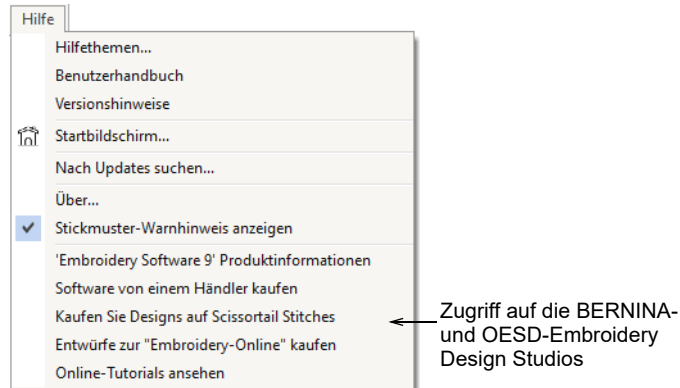 Hilfe
Hilfethemen...
Benutzerhandbuch
Versionshinweise
Startbildschirm...
Nach Updates suchen...
Über...
Stickmuster-Warnhinweis anzeigen
'Embroidery Software 9' Produktinformationen
Software von einem Händler kaufen
Kaufen Sie Designs auf Scissortail Stitches
Entwürfe zur "Embroidery-Online" kaufen
Online-Tutorials ansehen
Zugriff auf die BERNINA-
und OESD-Embroidery
Design Studios